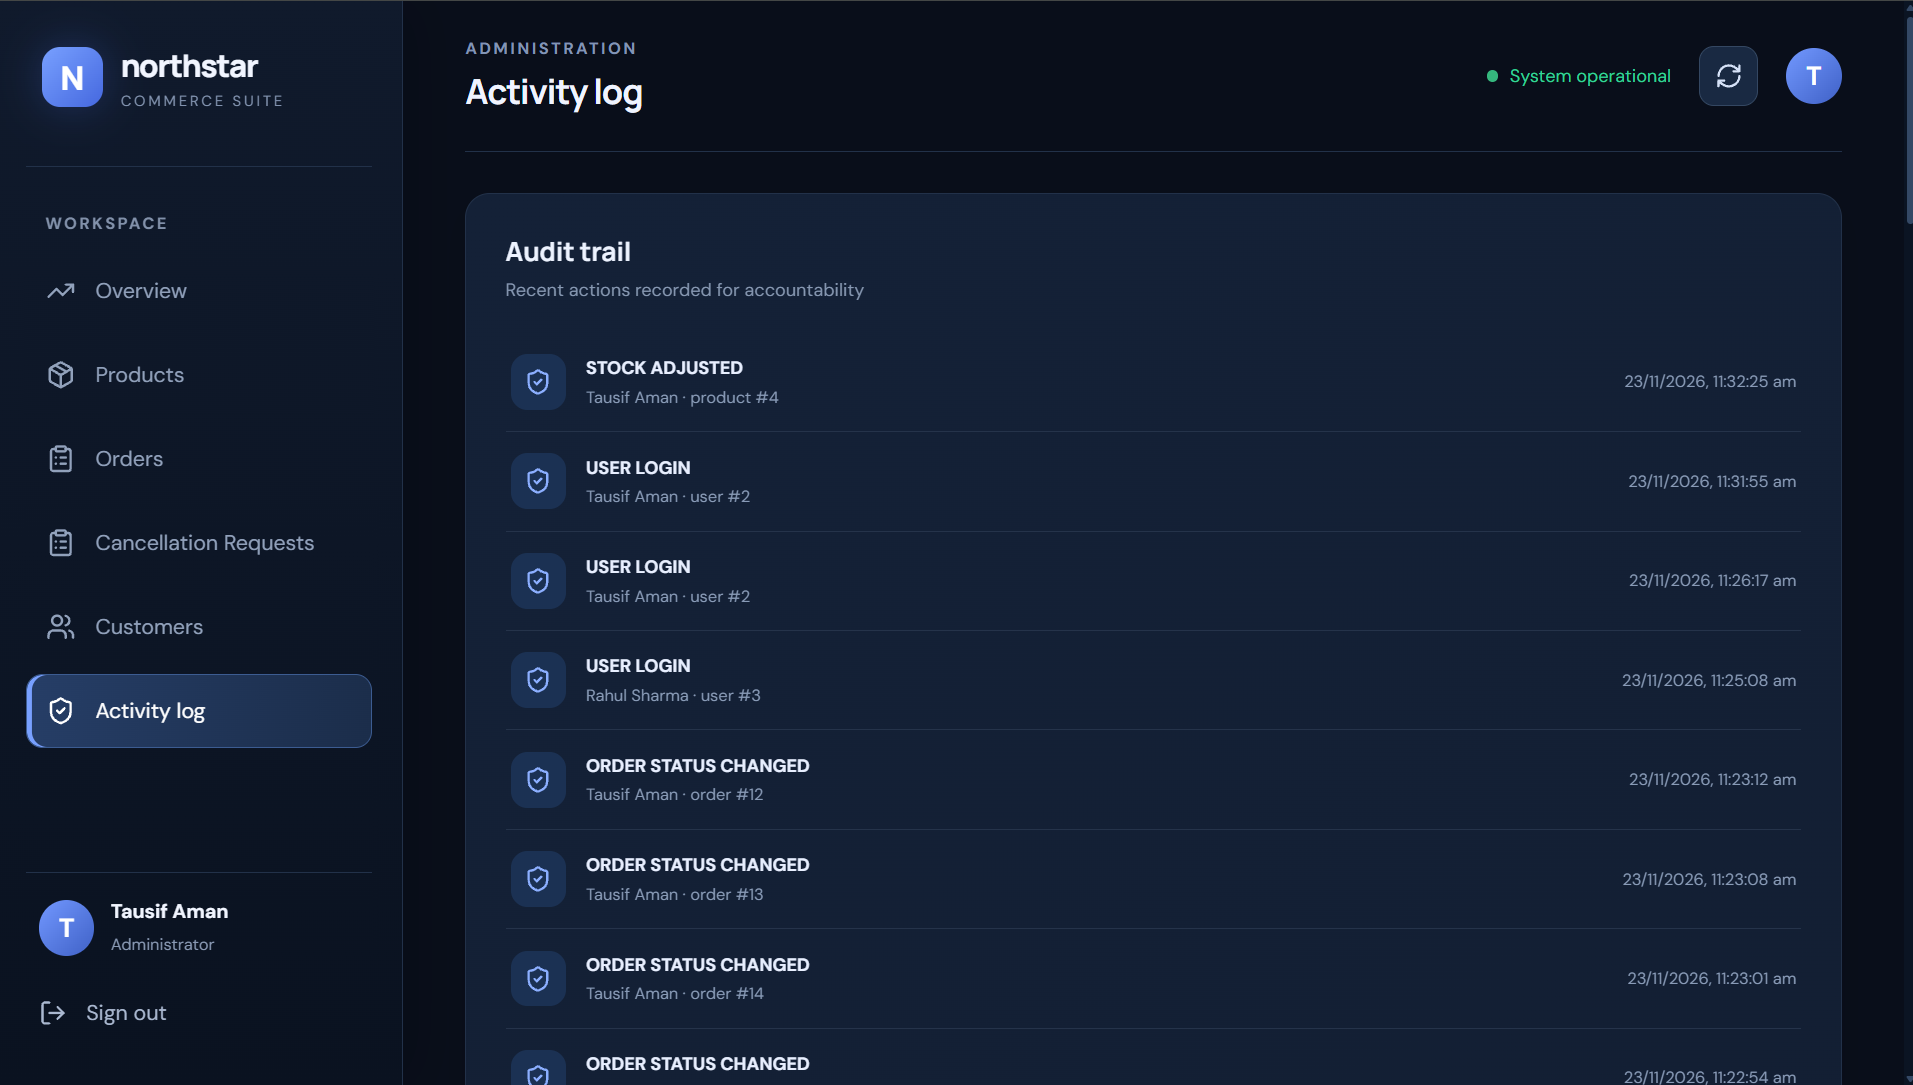 N
northstar
COMMERCE SUITE
WORKSPACE
Overview
Products
Orders
Cancellation Requests
Customers
Activity log
T
Tausif Aman
Administrator
Sign out
ADMINISTRATION
Activity log
System operational
T
Audit trail
Recent actions recorded for accountability
STOCK ADJUSTED
Tausif Aman · product #4
23/11/2026, 11:32:25 am
USER LOGIN
Tausif Aman · user #2
23/11/2026, 11:31:55 am
USER LOGIN
Tausif Aman · user #2
23/11/2026, 11:26:17 am
USER LOGIN
Rahul Sharma · user #3
23/11/2026, 11:25:08 am
ORDER STATUS CHANGED
Tausif Aman · order #12
23/11/2026, 11:23:12 am
ORDER STATUS CHANGED
Tausif Aman · order #13
23/11/2026, 11:23:08 am
ORDER STATUS CHANGED
Tausif Aman · order #14
23/11/2026, 11:23:01 am
ORDER STATUS CHANGED
23/11/2026, 11:22:54 am